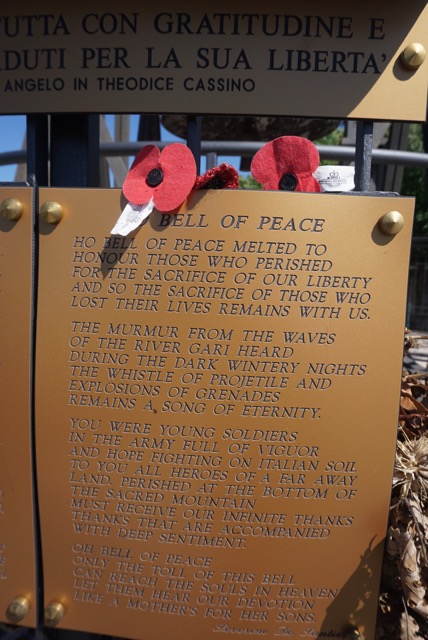 TUTTA CON GRATITUDINE E
DUTI PER LA SUA LIBERTA'
ANGELO IN THEODICE CASSINO
BELL OF PEACE
HO BELL OF PEACE MELTED TO
HONOUR THOSE WHO PERISHED
FOR THE SACRIFICE OF OUR LIBERTY
AND SO THE SACRIFICE OF THOSE WHO
LOST THEIR LIVES REMAINS WITH US.
THE MURMUR FROM THE WAVES
OF THE RIVER GARI HEARD
DURING THE DARK WINTERY NIGHTS
THE WHISTLE OF PROJETILE AND
EXPLOSIONS OF GRENADES
REMAINS A SONG OF ETERNITY.
YOU WERE YOUNG SOLDIERS
IN THE ARMY FULL OF VIGUOR
AND HOPE FIGHTING ON ITALIAN SOIL
TO YOU ALL HEROES OF A FAR AWAY
LAND, PERISHED AT THE BOTTOM OF
THE SACRED MOUNTAIN
MUST RECEIVE OUR INFINITE THANKS
THANKS THAT ARE ACCOMPANIED
WITH DEEP SENTIMENT.
OH BELL OF PEACE
ONLY THE TOLL OF THIS BELL
CAN REACH THE SOULS IN HEAVEN
LET THEM HEAR OUR DEVOTION
LIKE A MOTHER'S FOR HER SONS.